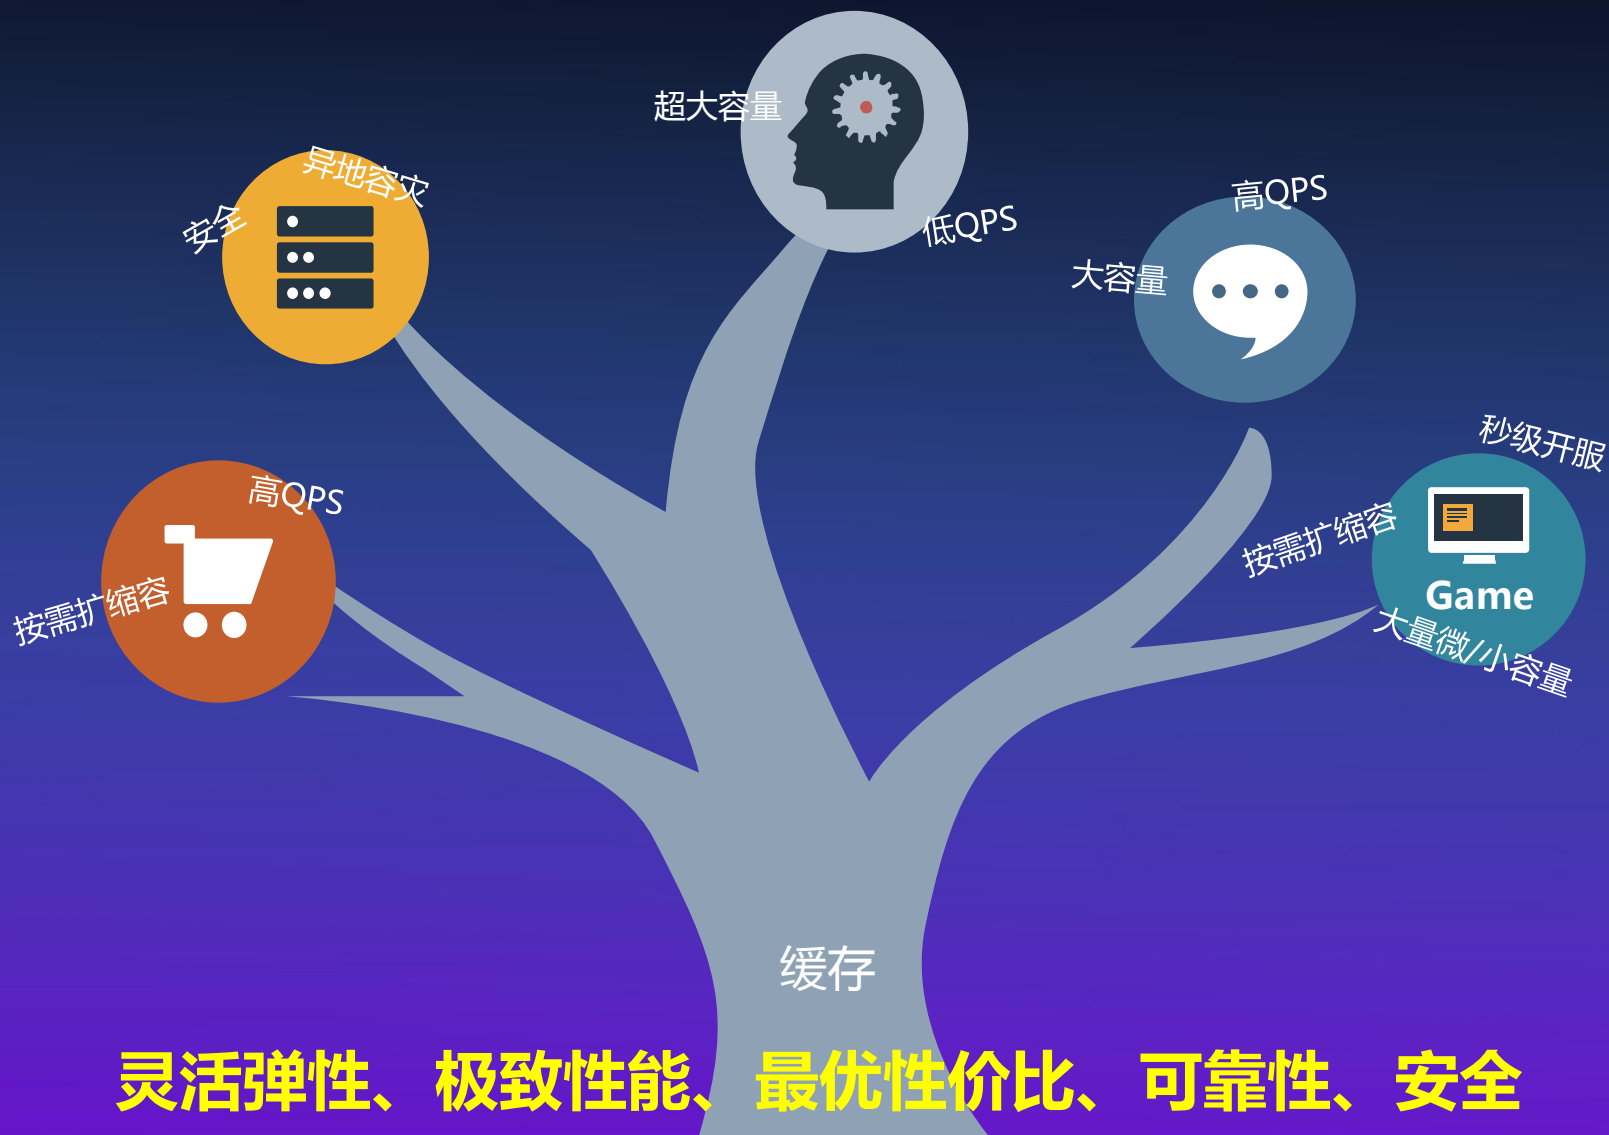 超大容量
低QPS
异地容灾
安全
高QPS
大容量
秒级开服
按需扩缩容
Game
大量微/小容量
高QPS
按需扩缩容
缓存
灵活弹性、极致性能、最优性价比、可靠性、安全